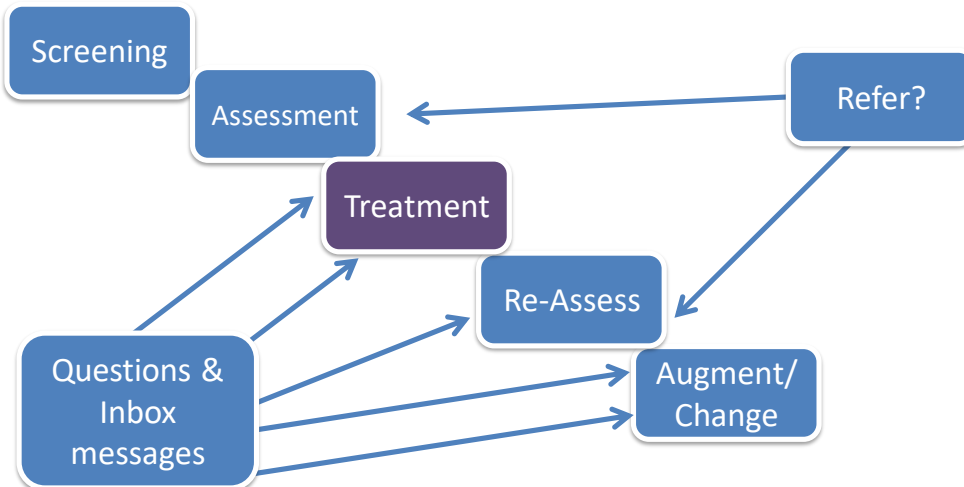 Screening
Assessment
Refer?
Treatment
Re-Assess
Questions &
Inbox
messages
Augment/
Change